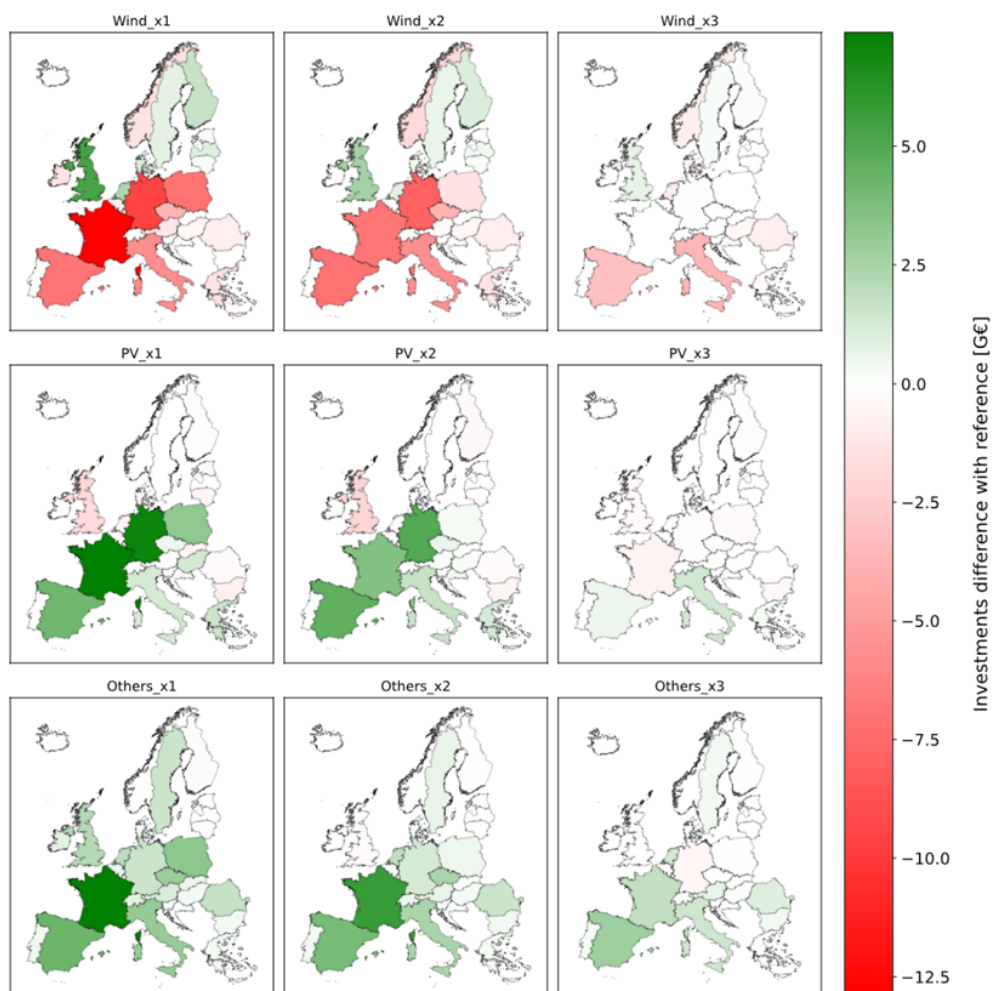 Wind_x1 Wind_x2 Wind_x3
PV_x1 PV_x2 PV_x3
Others_x1 Others_x2 Others_x3
5.0
2.5
0.0
−2.5
−5.0
−7.5
−10.0
−12.5
Investments difference with reference [G€]